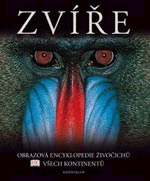 ZVÍŘE
OBRAZOVÁ ENCYKLOPEDIE ŽIVOČICHŮ
VŠECH KONTINENTŮ